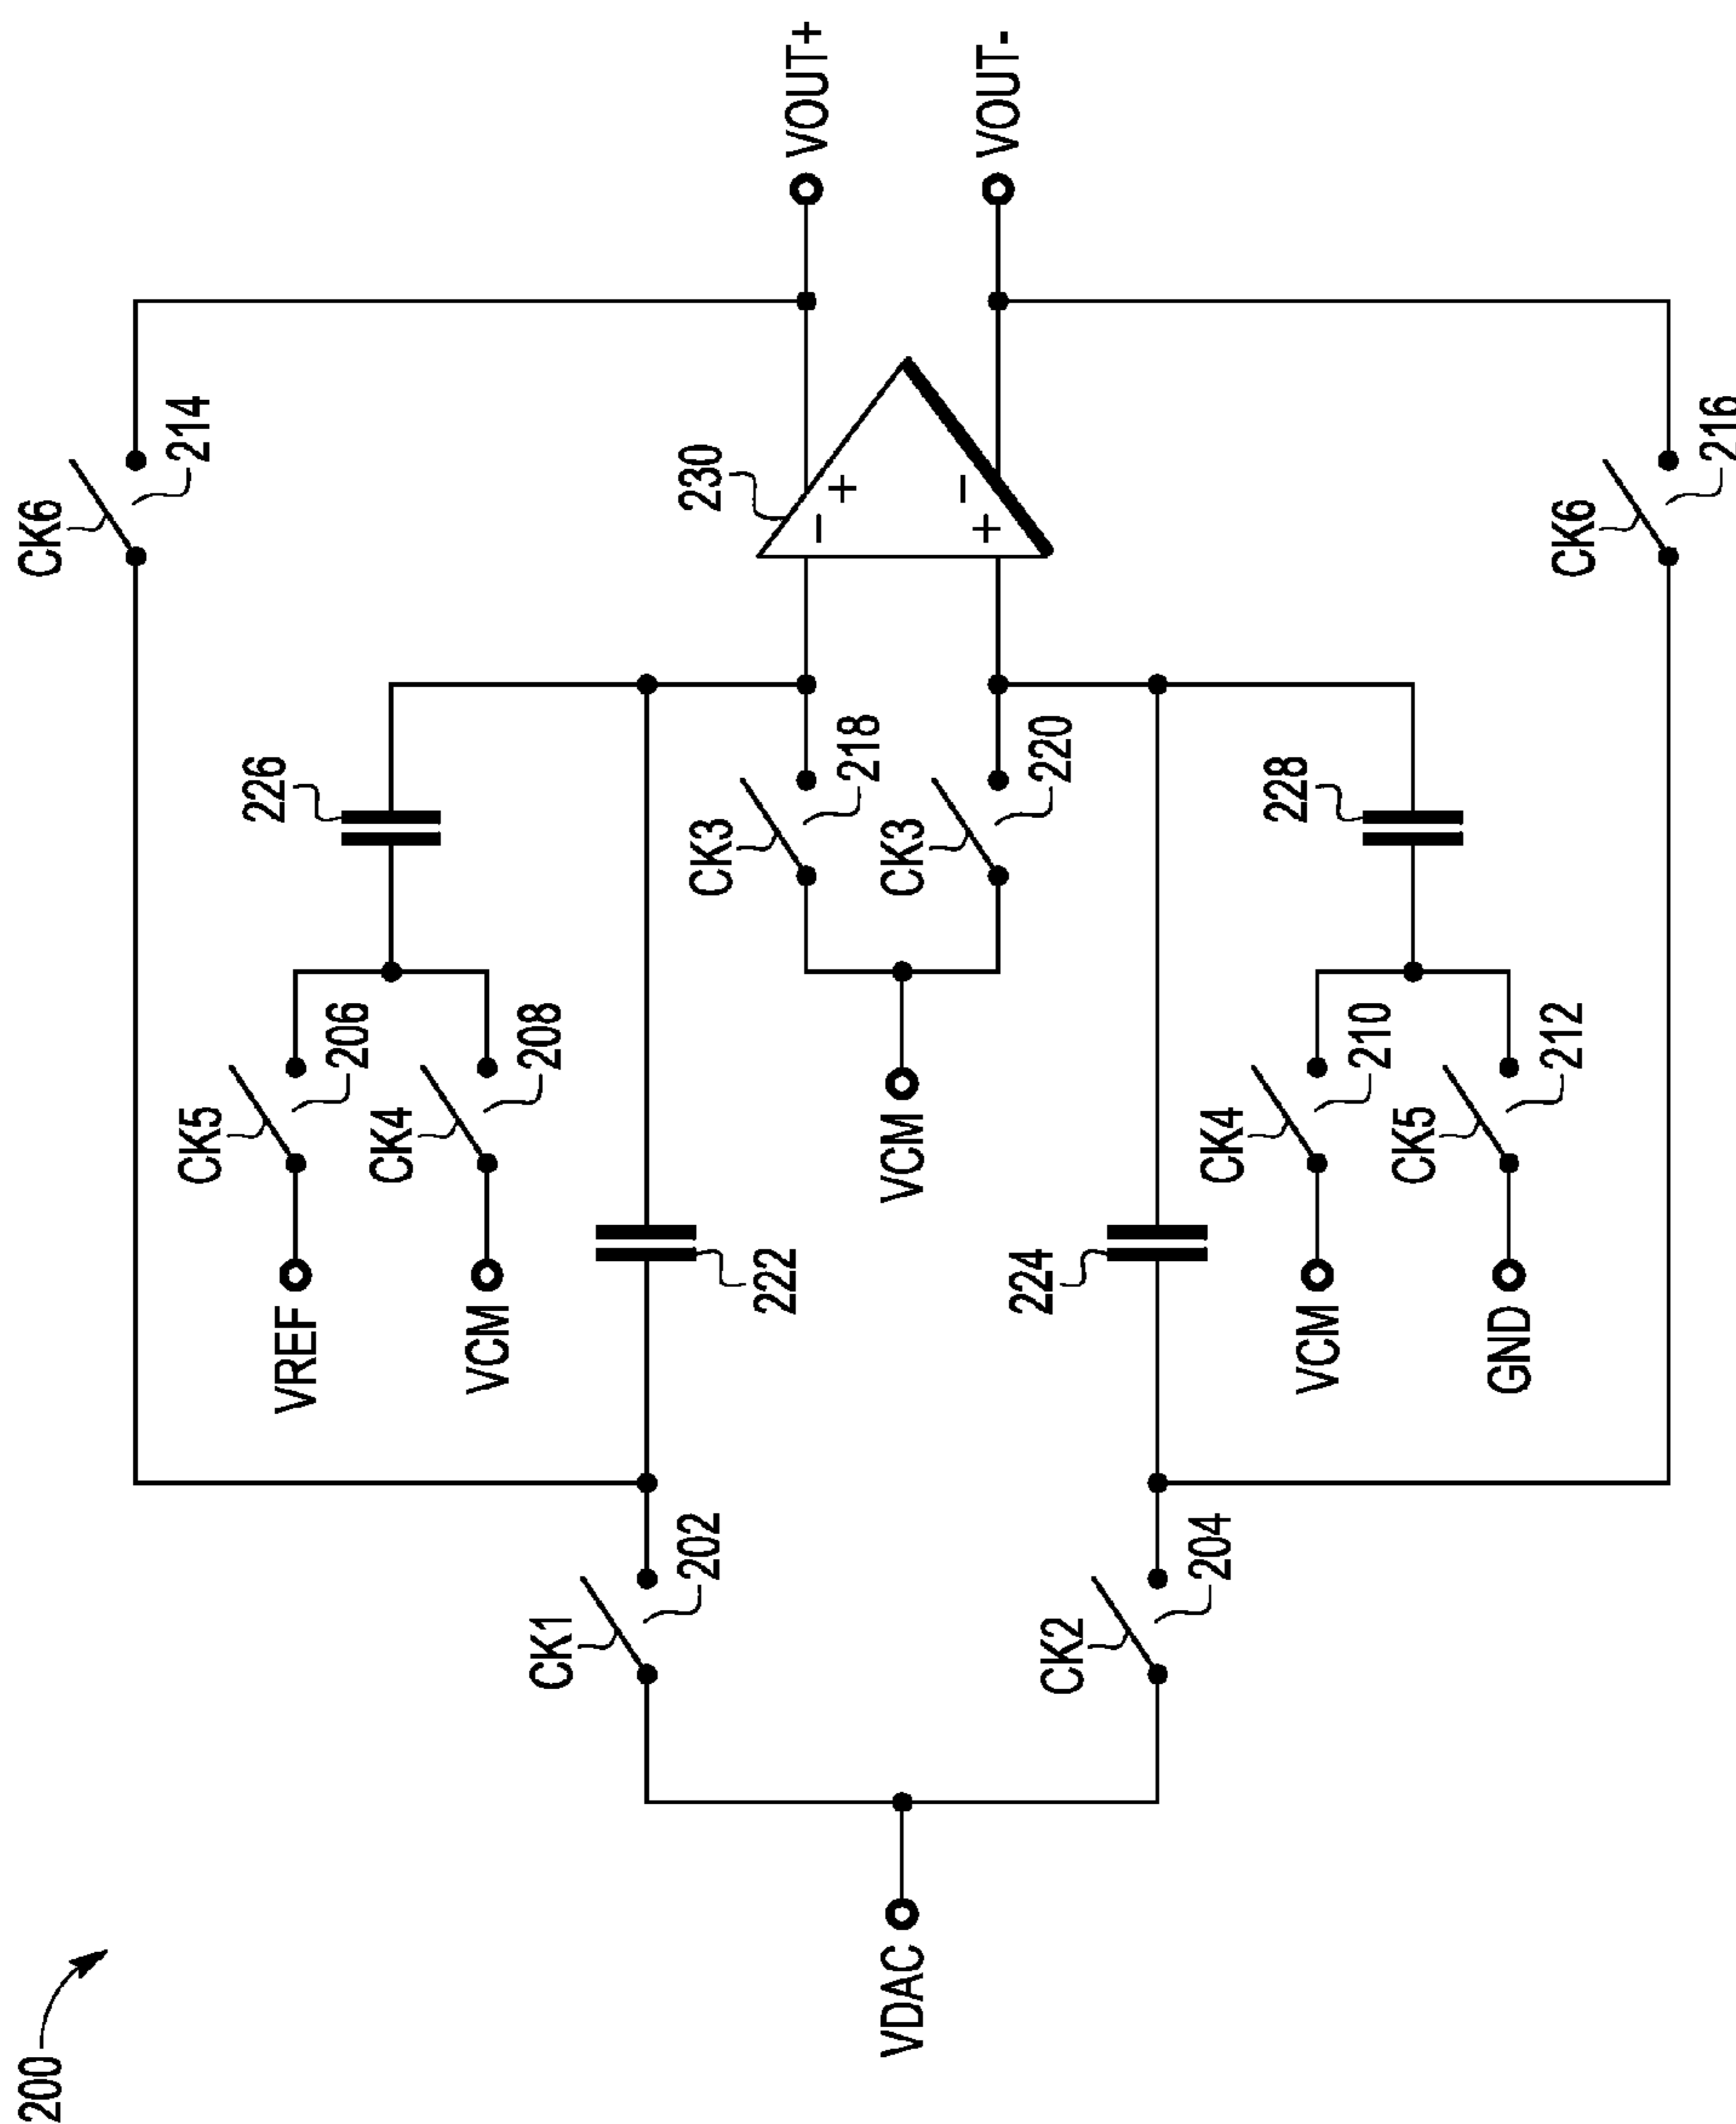 200
CK6
214
CK5
206
226
VREF
CK4
208
VCM
230
VOUT+
CK1
202
222
CK3
218
VDAC
VCM
CK3
220
VOUT-
CK2
204
224
CK4
210
228
VCM
CK5
212
GND
CK6
216
+
-
-
+